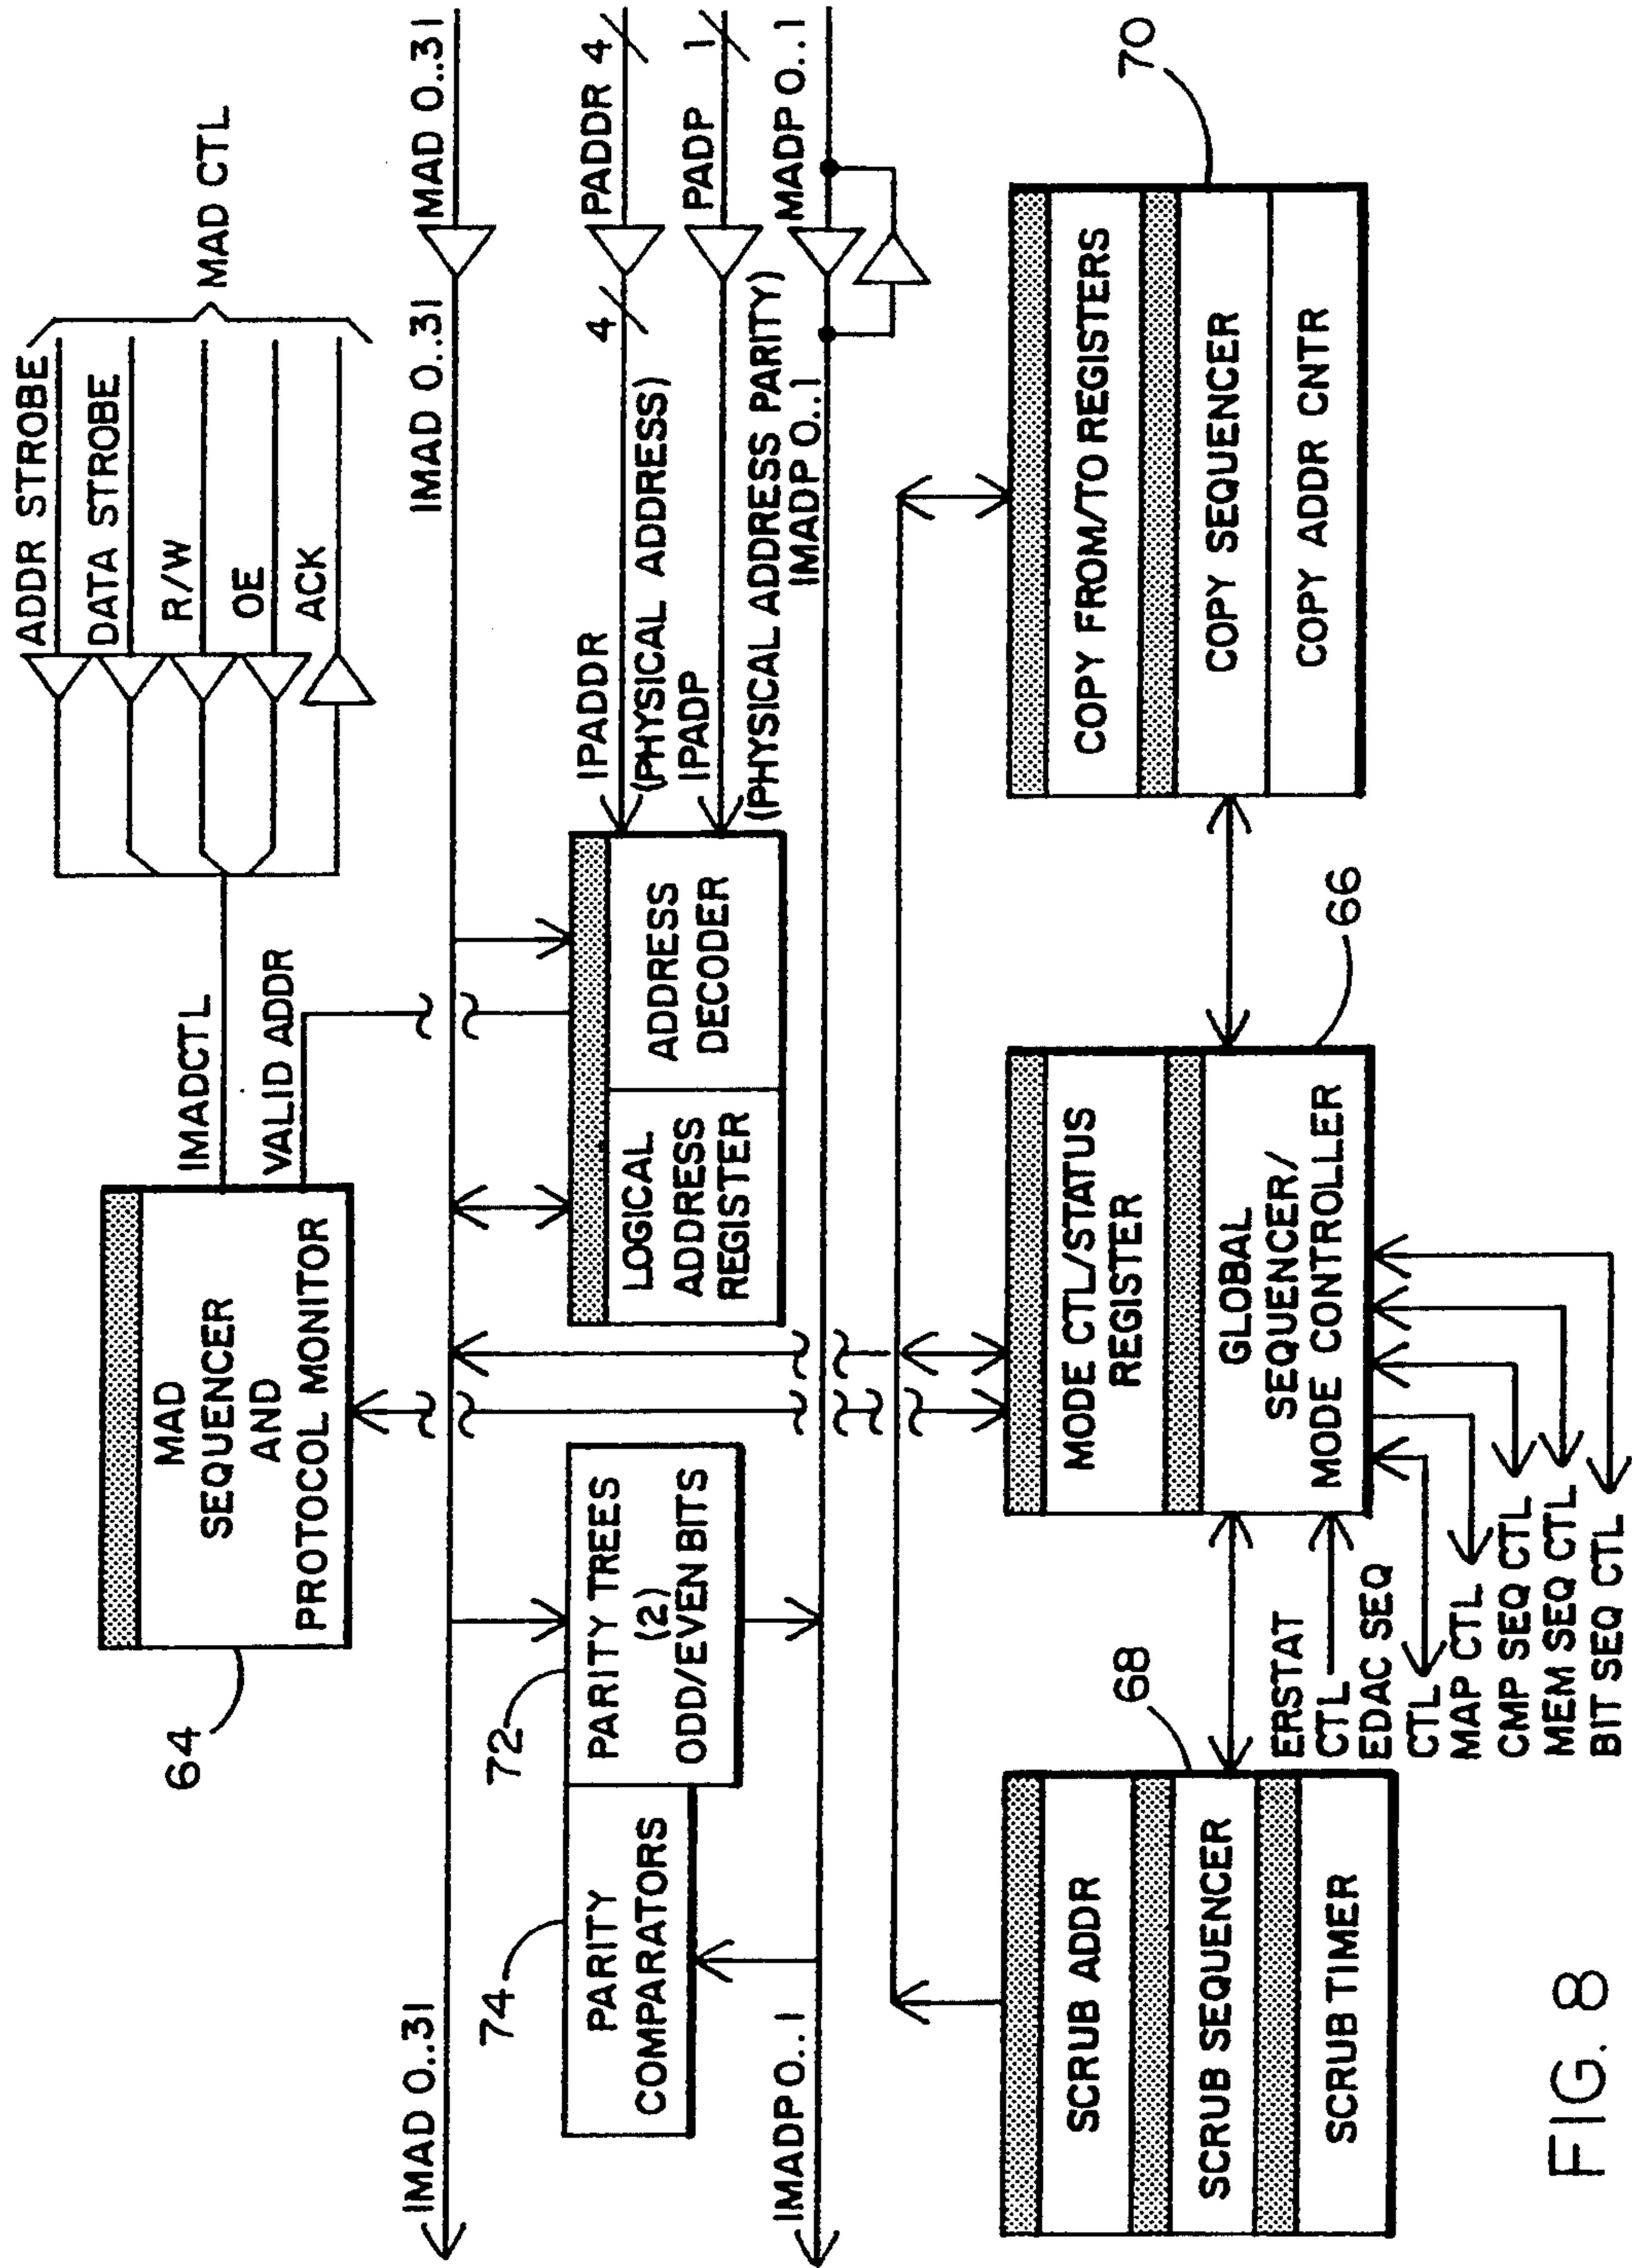 ADDR STROBE
DATA STROBE
R/W
OE
ACK
MAD CTL
IMADCTL
VALID ADDR
MAD
SEQUENCER
AND
PROTOCOL MONITOR
64
IMAD 0..31
IMAD 0..31
MAD 0..31
PARITY COMPARATORS
74
PARITY TREES
(2)
ODD/EVEN BITS
72
LOGICAL
ADDRESS
REGISTER
ADDRESS
DECODER
IPADDR
(PHYSICAL ADDRESS)
IPADP
(PHYSICAL ADDRESS PARITY)
4
PADDR 4
PADP 1
IMADP 0..1
IMADP 0..1
MADP 0..1
SCRUB ADDR
SCRUB SEQUENCER
SCRUB TIMER
68
MODE CTL/STATUS
REGISTER
GLOBAL
SEQUENCER/
MODE CONTROLLER
66
COPY FROM/TO REGISTERS
COPY SEQUENCER
COPY ADDR CNTR
70
ERSTAT
CTL
EDAC SEQ
CTL
MAP CTL
CMP SEQ CTL
MEM SEQ CTL
BIT SEQ CTL
FIG. 8